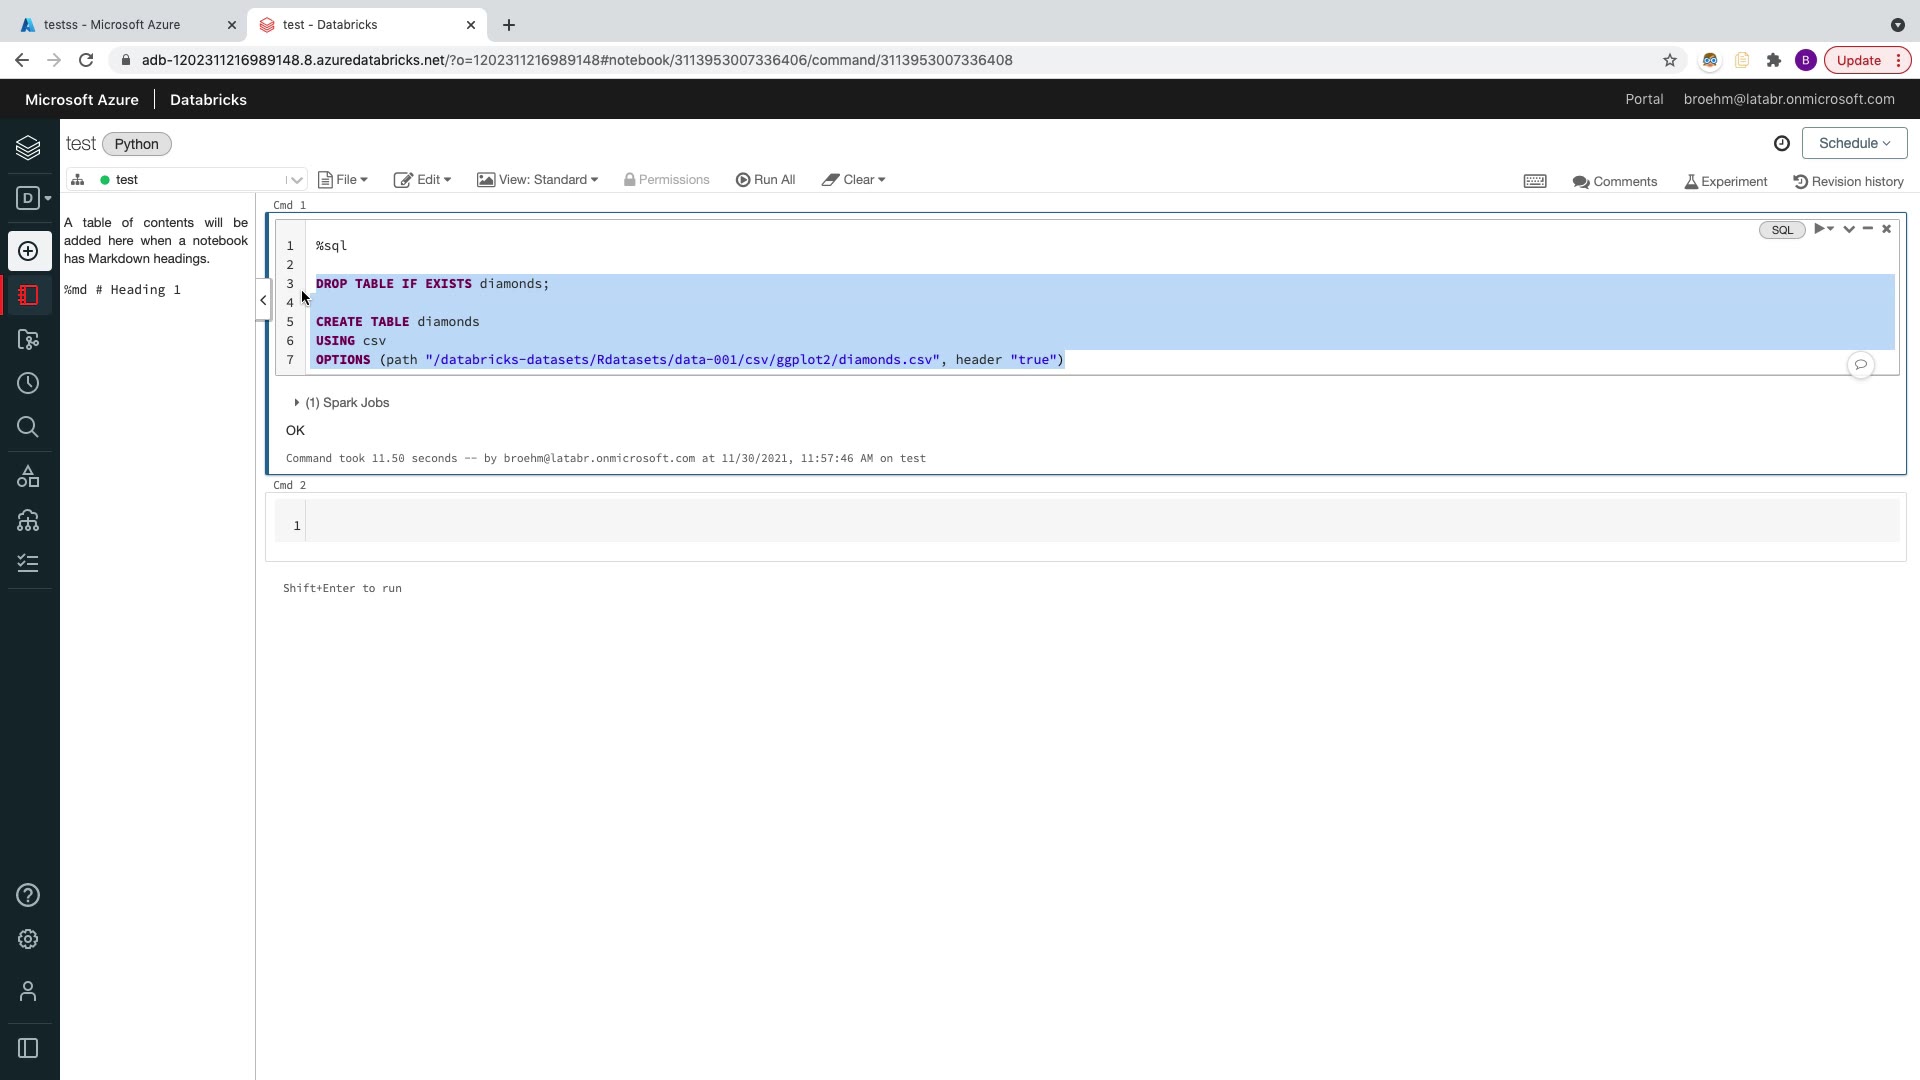 testss - Microsoft Azure
test - Databricks
adb-1202311216989148.8.azuredatabricks.net/?o=1202311216989148#notebook/3113953007336406/command/3113953007336408
B
Update
Microsoft Azure
Databricks
Portal
broehm@latabr.onmicrosoft.com
test
Python
Schedule
test
File
Edit
View: Standard
Permissions
Run All
Clear
Comments
Experiment
Revision history
D
A table of contents will be
added here when a notebook
has Markdown headings.
%md # Heading 1
Cmd 1
SQL
1 %sql
2
3 DROP TABLE IF EXISTS diamonds;
4
5 CREATE TABLE diamonds
6 USING csv
7 OPTIONS (path "/databricks-datasets/Rdatasets/data-001/csv/ggplot2/diamonds.csv", header "true")
(1) Spark Jobs
OK
Command took 11.50 seconds -- by broehm@latabr.onmicrosoft.com at 11/30/2021, 11:57:46 AM on test
Cmd 2
1
Shift+Enter to run